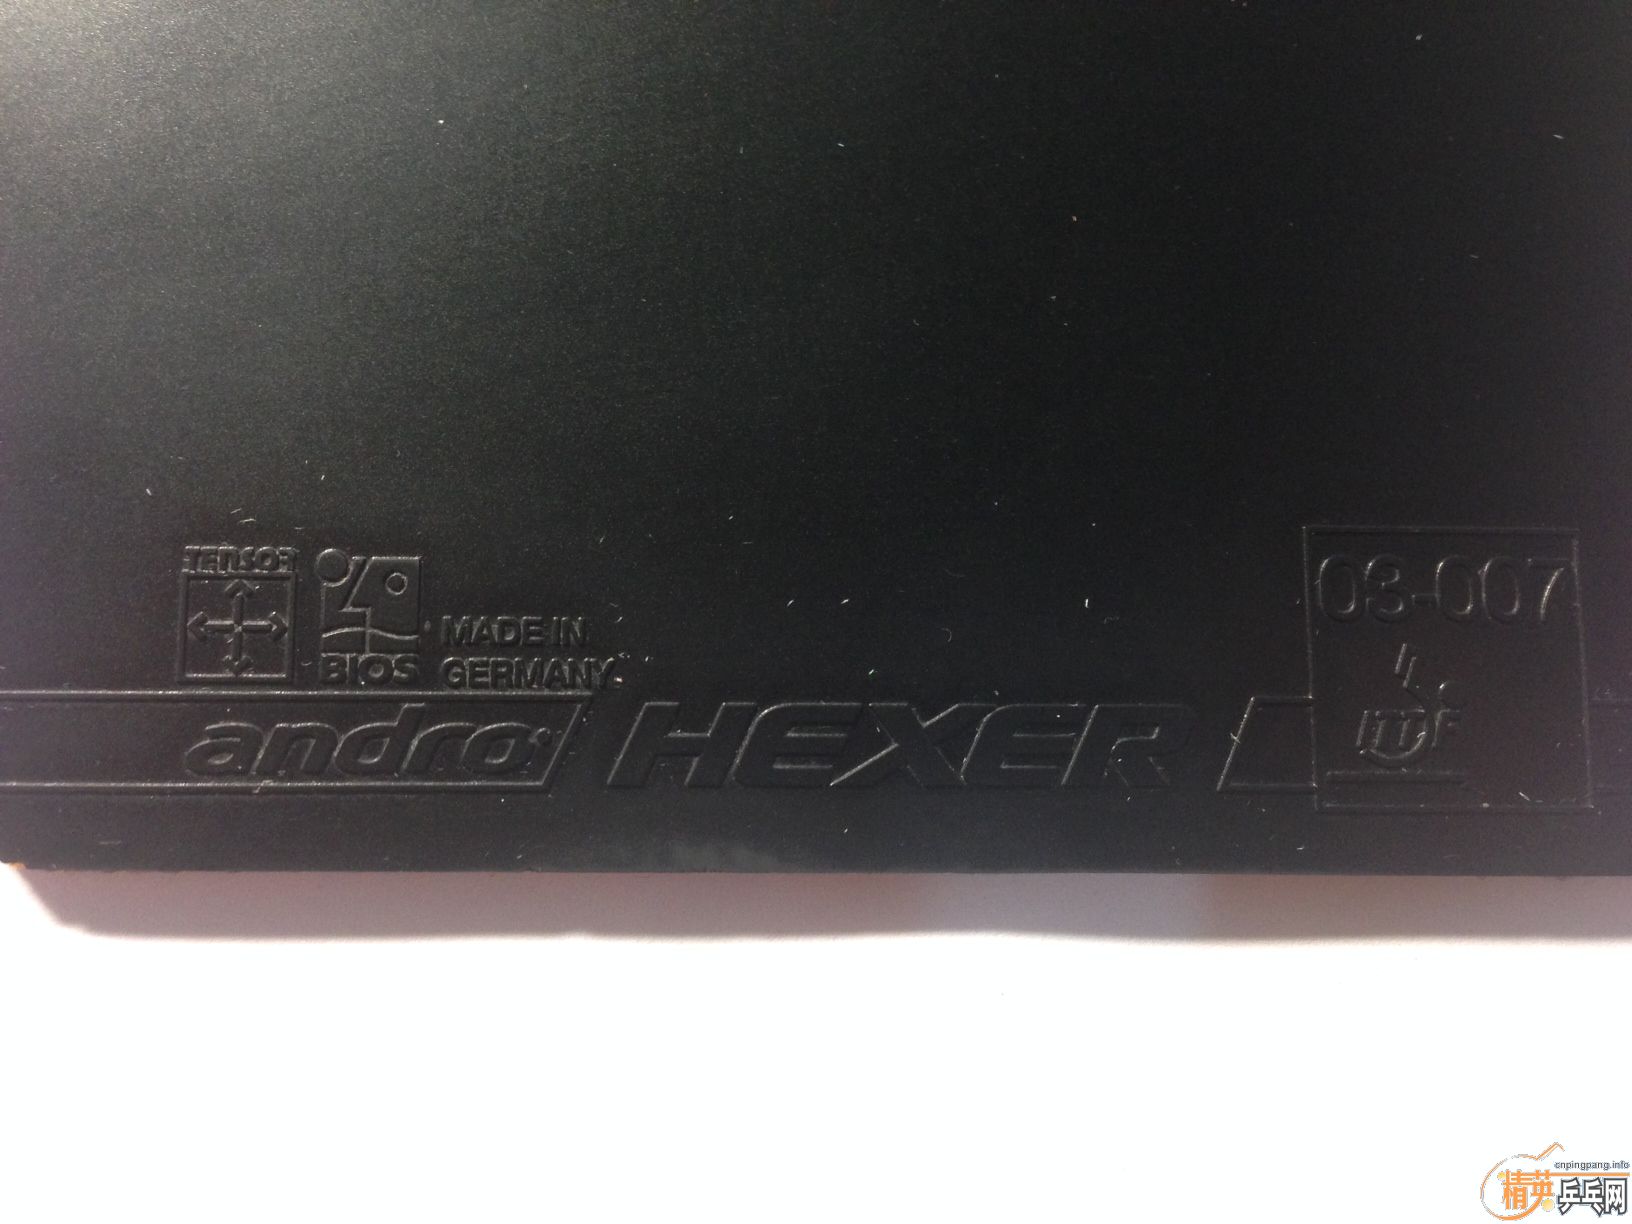 TENSOR
BIOS
MADE IN
GERMANY
andro
HEXER
03-007
ITTF
cnpingpang.info
精英乒乓网